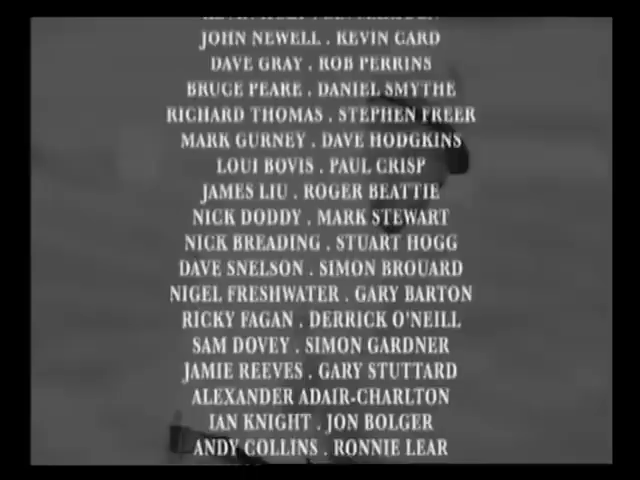 JOHN NEWELL . KEVIN CARD
DAVE GRAY . ROB PERRINS
BRUCE PEARE . DANIEL SMYTHE
RICHARD THOMAS . STEPHEN FREER
MARK GURNEY . DAVE HODGKINS
LOUI BOVIS . PAUL CRISP
JAMES LIU . ROGER BEATTIE
NICK DODDY . MARK STEWART
NICK BREADING . STUART HOGG
DAVE SNELSON . SIMON BROUARD
NIGEL FRESHWATER . GARY BARTON
RICKY FAGAN . DERRICK O'NEILL
SAM DOVEY . SIMON GARDNER
JAMIE REEVES . GARY STUTTARD
ALEXANDER ADAIR-CHARLTON
IAN KNIGHT . JON BOLGER
ANDY COLLINS . RONNIE LEAR